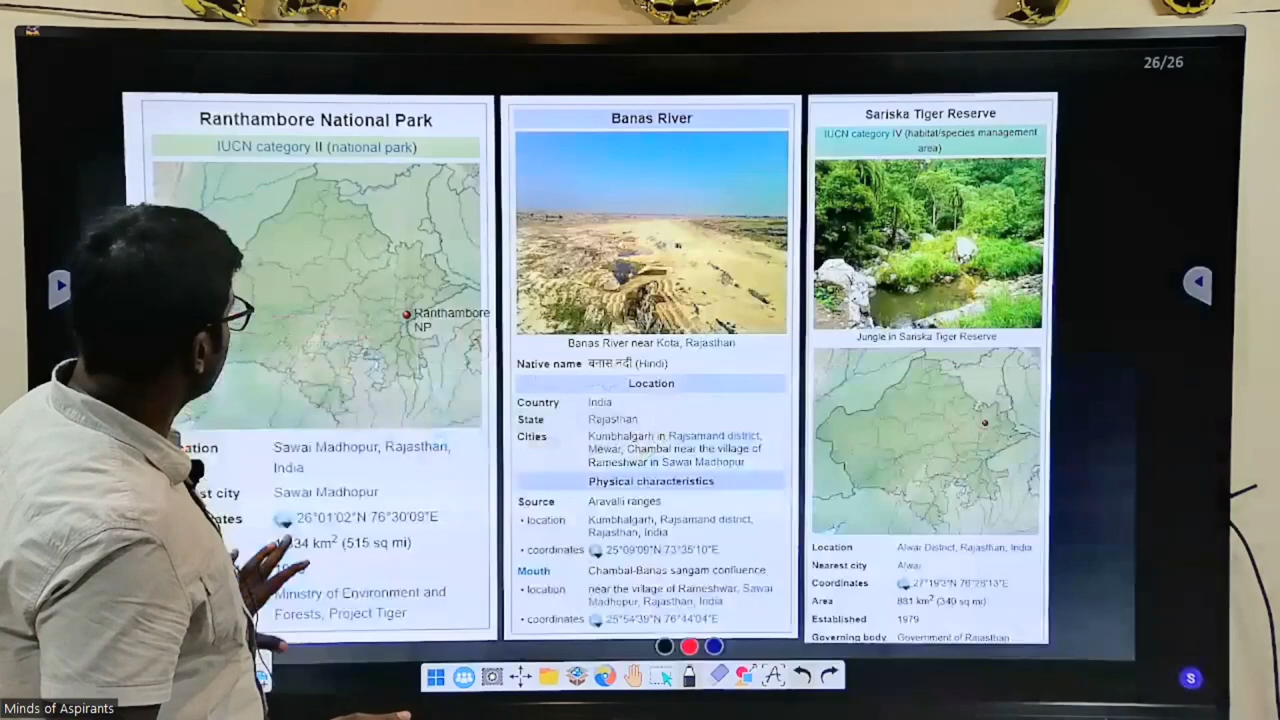 26/26
Ranthambore National Park
IUCN category II (national park)
Ranthambore
NP
Sawai Madhopur, Rajasthan,
India
Sawai Madhopur
26°01′02″N 76°30′09″E
km² (515 sq mi)
Ministry of Environment and
Forests, Project Tiger
Banas River
Banas River near Kota, Rajasthan
Native name बनास नदी (Hindi)
Location
Country India
State Rajasthan
Cities Kumbhalgarh in Rajsamand district,
Mewar, Chambal near the village of
Rameshwar in Sawai Madhopur
Physical characteristics
Source Aravalli ranges
• location Kumbhalgarh, Rajsamand district,
Rajasthan, India
• coordinates 25°09′09″N 73°35′10″E
Mouth Chambal-Banas sangam confluence
• location near the village of Rameshwar, Sawai
Madhopur, Rajasthan, India
• coordinates 25°54′39″N 76°44′04″E
Sariska Tiger Reserve
IUCN category IV (habitat/species management
area)
Jungle in Sariska Tiger Reserve
Location Alwar District, Rajasthan, India
Nearest city Alwar
Coordinates
Area 881 km² (340 sq mi)
Established 1979
Governing body Government of Rajasthan
S
Minds of Aspirants